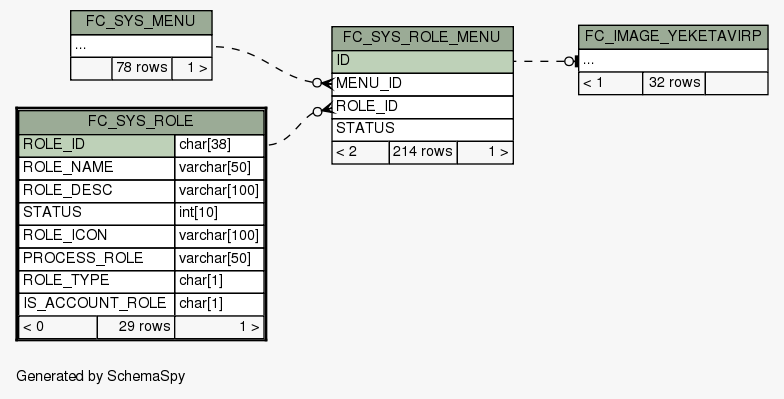 FC_SYS_MENU
...
78 rows 1 >
FC_SYS_ROLE_MENU
ID
MENU_ID
ROLE_ID
STATUS
< 2 214 rows 1 >
FC_IMAGE_YEKETAVIRP
...
< 1 32 rows
FC_SYS_ROLE
ROLE_ID char[38]
ROLE_NAME varchar[50]
ROLE_DESC varchar[100]
STATUS int[10]
ROLE_ICON varchar[100]
PROCESS_ROLE varchar[50]
ROLE_TYPE char[1]
IS_ACCOUNT_ROLE char[1]
< 0 29 rows 1 >
Generated by SchemaSpy